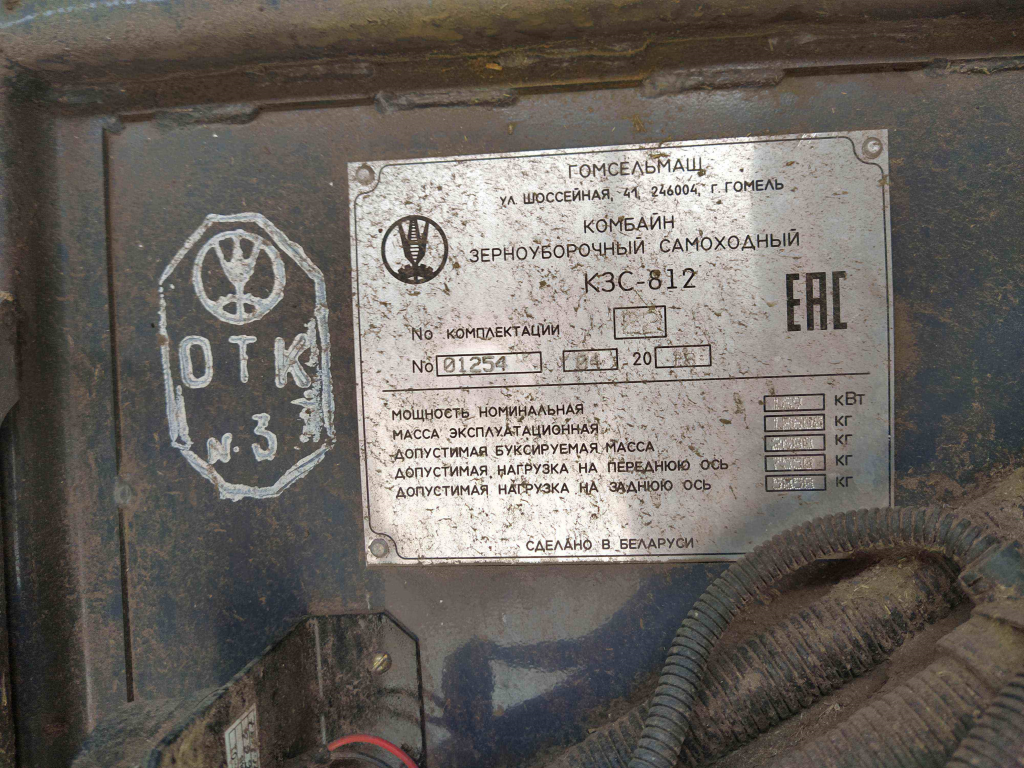 ГОМСЕЛЬМАШ
УЛ. ШОССЕЙНАЯ, 41, 246004, Г. ГОМЕЛЬ
КОМБАЙН
ЗЕРНОУБОРОЧНЫЙ САМОХОДНЫЙ
КЗС-812
ЕАС
No КОМПЛЕКТАЦИИ
No 01254 04 20
МОЩНОСТЬ НОМИНАЛЬНАЯ кВт
МАССА ЭКСПЛУАТАЦИОННАЯ КГ
ДОПУСТИМАЯ БУКСИРУЕМАЯ МАССА КГ
ДОПУСТИМАЯ НАГРУЗКА НА ПЕРЕДНЮЮ ОСЬ КГ
ДОПУСТИМАЯ НАГРУЗКА НА ЗАДНЮЮ ОСЬ КГ
СДЕЛАНО В БЕЛАРУСИ
ОТК
N. 3